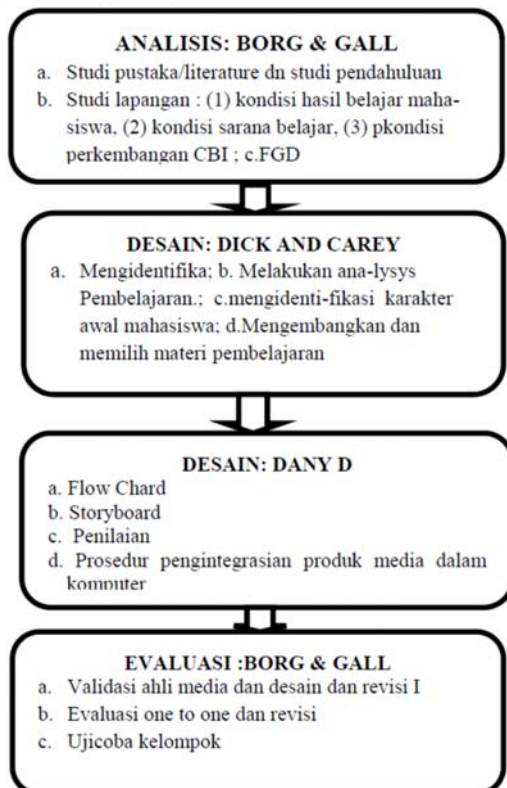 ANALISIS: BORG & GALL
a. Studi pustaka/literature dn studi pendahuluan
b. Studi lapangan : (1) kondisi hasil belajar maha-
siswa, (2) kondisi sarana belajar, (3) pkondisi
perkembangan CBI ; c.FGD
DESAIN: DICK AND CAREY
a. Mengidentifika; b. Melakukan ana-lysys
Pembelajaran.; c.mengidenti-fikasi karakter
awal mahasiswa; d.Mengembangkan dan
memilih materi pembelajaran
DESAIN: DANY D
a. Flow Chard
b. Storyboard
c. Penilaian
d. Prosedur pengintegrasian produk media dalam
komputer
EVALUASI :BORG & GALL
a. Validasi ahli media dan desain dan revisi I
b. Evaluasi one to one dan revisi
c. Ujicoba kelompok